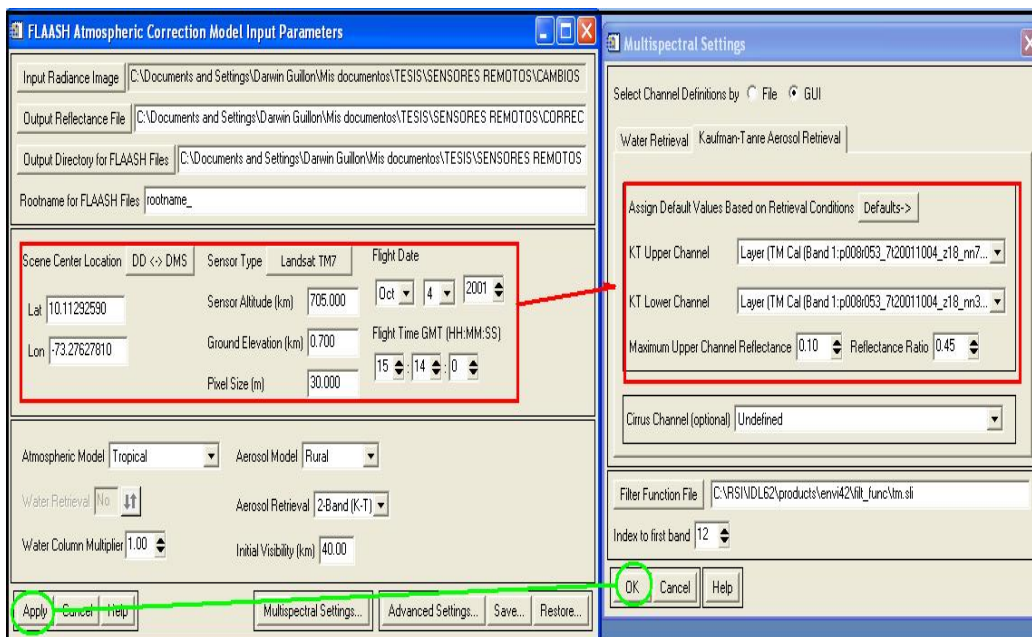 FLAASH Atmospheric Correction Model Input Parameters
Input Radiance Image C:\Documents and Settings\Darwin Guillon\Mis documentos\TESIS\SENSORES REMOTOS\CAMBIOS
Output Reflectance File C:\Documents and Settings\Darwin Guillon\Mis documentos\TESIS\SENSORES REMOTOS\CORREC
Output Directory for FLAASH Files C:\Documents and Settings\Darwin Guillon\Mis documentos\TESIS\SENSORES REMOTOS
Rootname for FLAASH Files rootname_
Scene Center Location DD <-> DMS
Lat 10.11292590
Lon -73.27627810
Sensor Type Landsat TM7
Sensor Altitude (km) 705.000
Ground Elevation (km) 0.700
Pixel Size (m) 30.000
Flight Date
Oct 4 2001
Flight Time GMT (HH:MM:SS)
15 : 14 : 0
Atmospheric Model Tropical
Water Retrieval No
Water Column Multiplier 1.00
Aerosol Model Rural
Aerosol Retrieval 2-Band (K-T)
Initial Visibility (km) 40.00
Apply Cancel Help Multispectral Settings... Advanced Settings... Save... Restore...
Multispectral Settings
Select Channel Definitions by File GUI
Water Retrieval Kaufman-Tanre Aerosol Retrieval
Assign Default Values Based on Retrieval Conditions Defaults->
KT Upper Channel Layer (TM Cal (Band 1:p008r053_7t20011004_z18_nn7...
KT Lower Channel Layer (TM Cal (Band 1:p008r053_7t20011004_z18_nn3...
Maximum Upper Channel Reflectance 0.10 Reflectance Ratio 0.45
Cirrus Channel (optional) Undefined
Filter Function File C:\RSI\IDL62\products\envi42\filt_func\tm.sli
Index to first band 12
OK Cancel Help